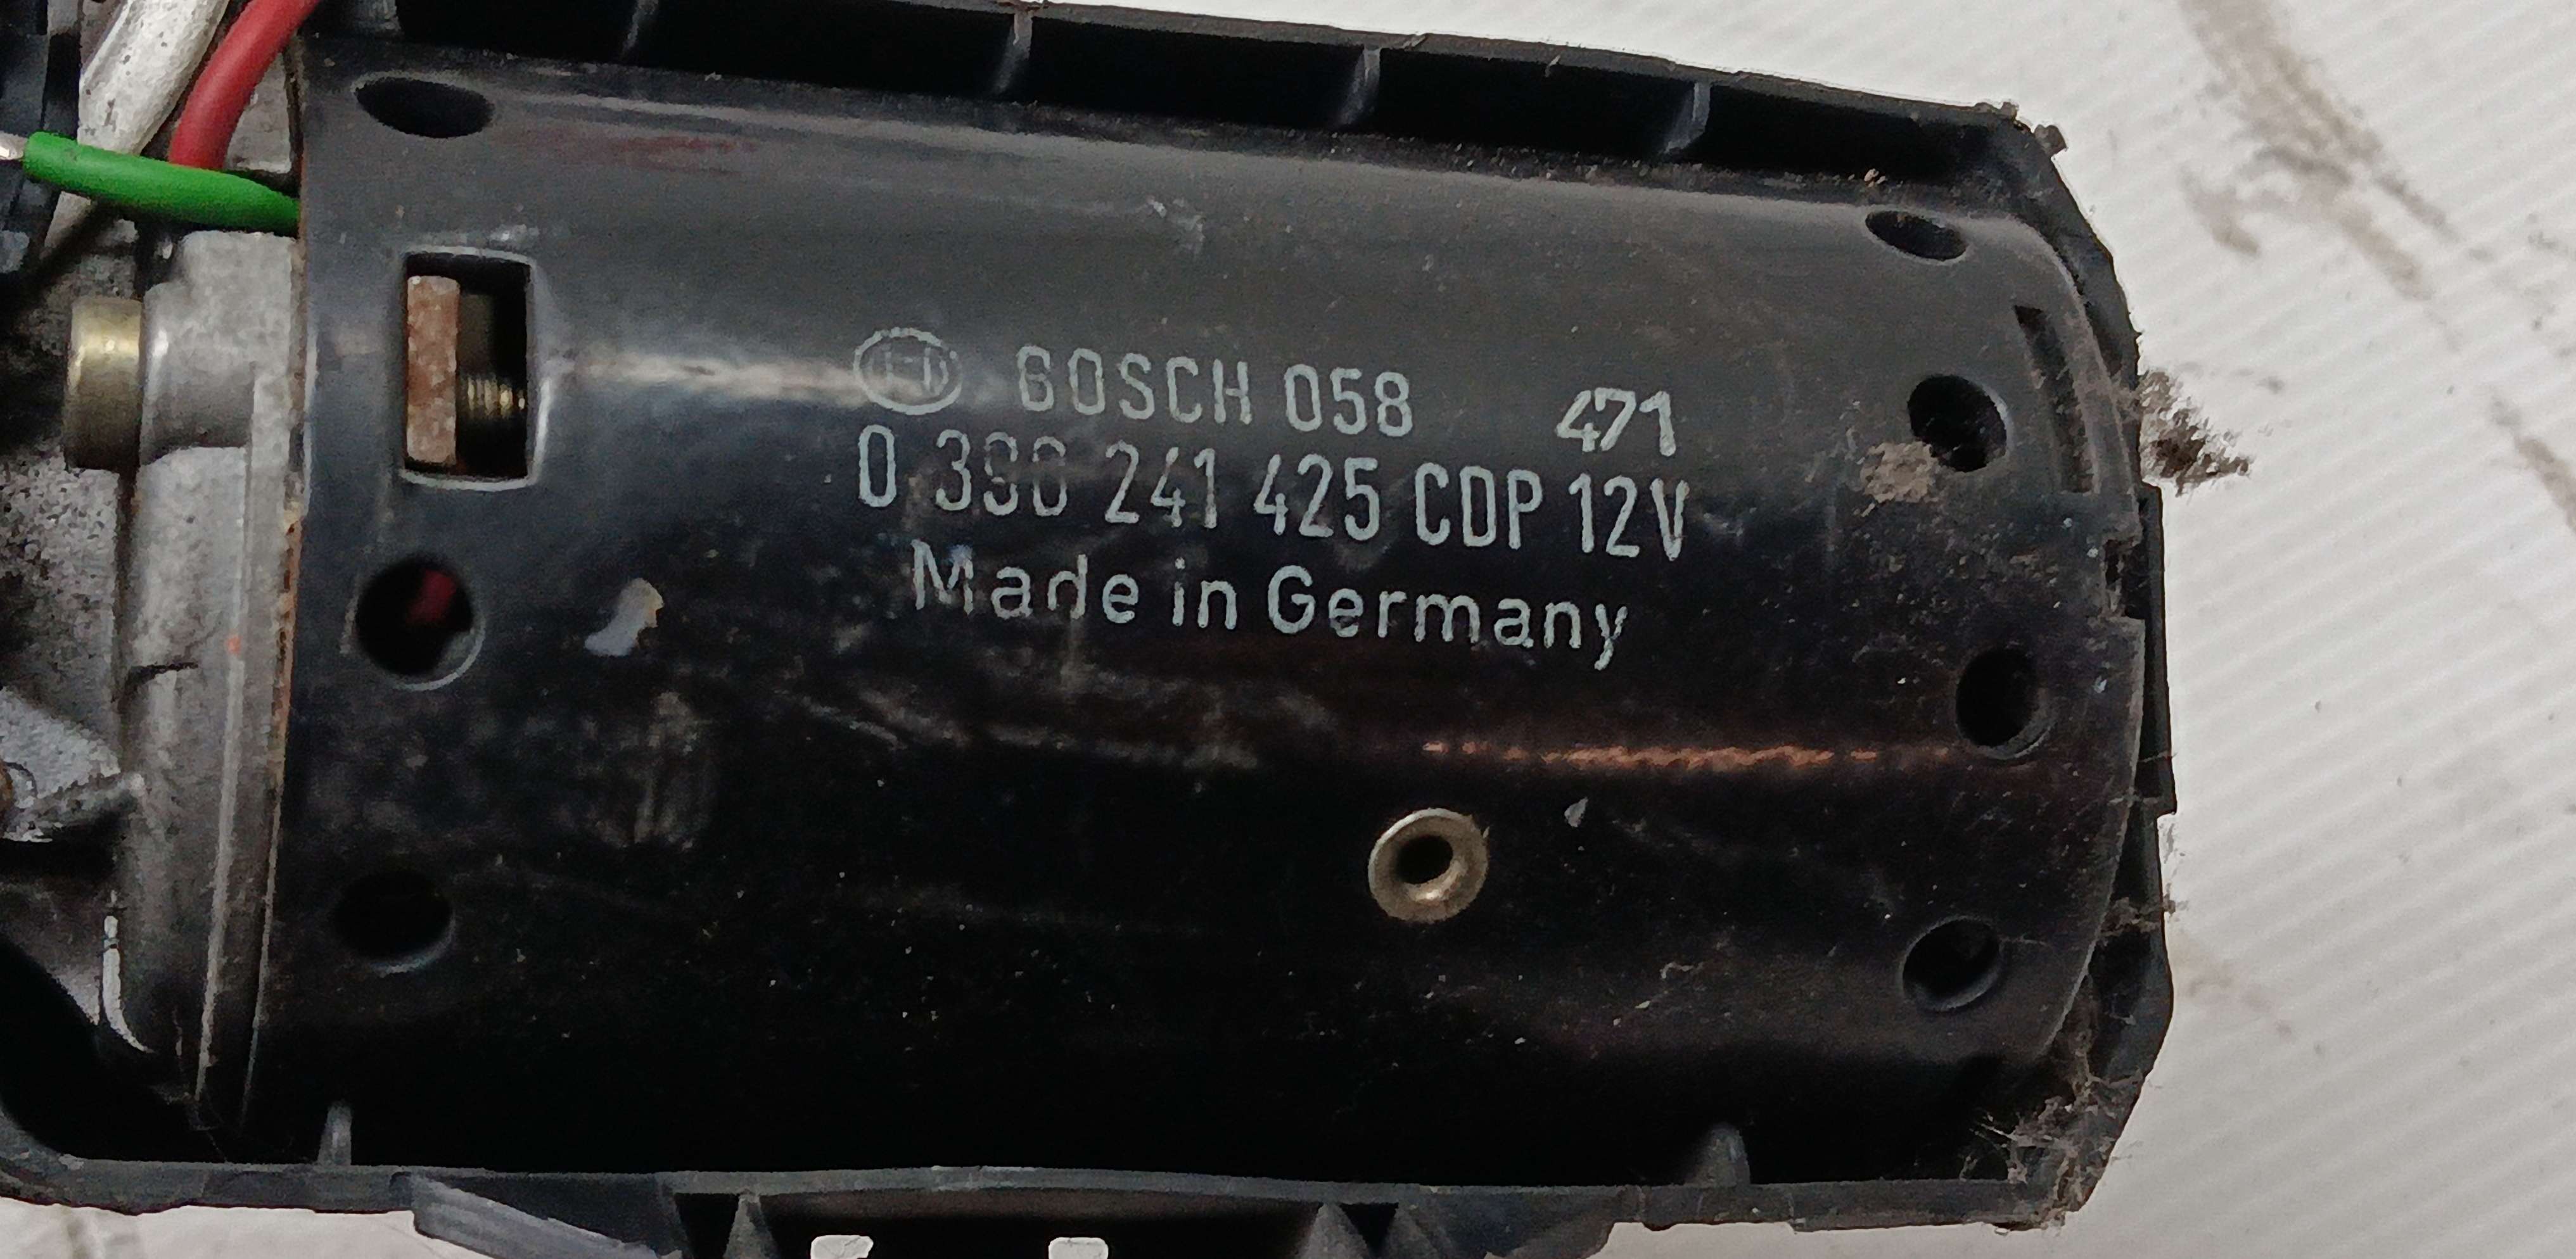 BOSCH 058 471
0 390 241 425 CDP 12V
Made in Germany